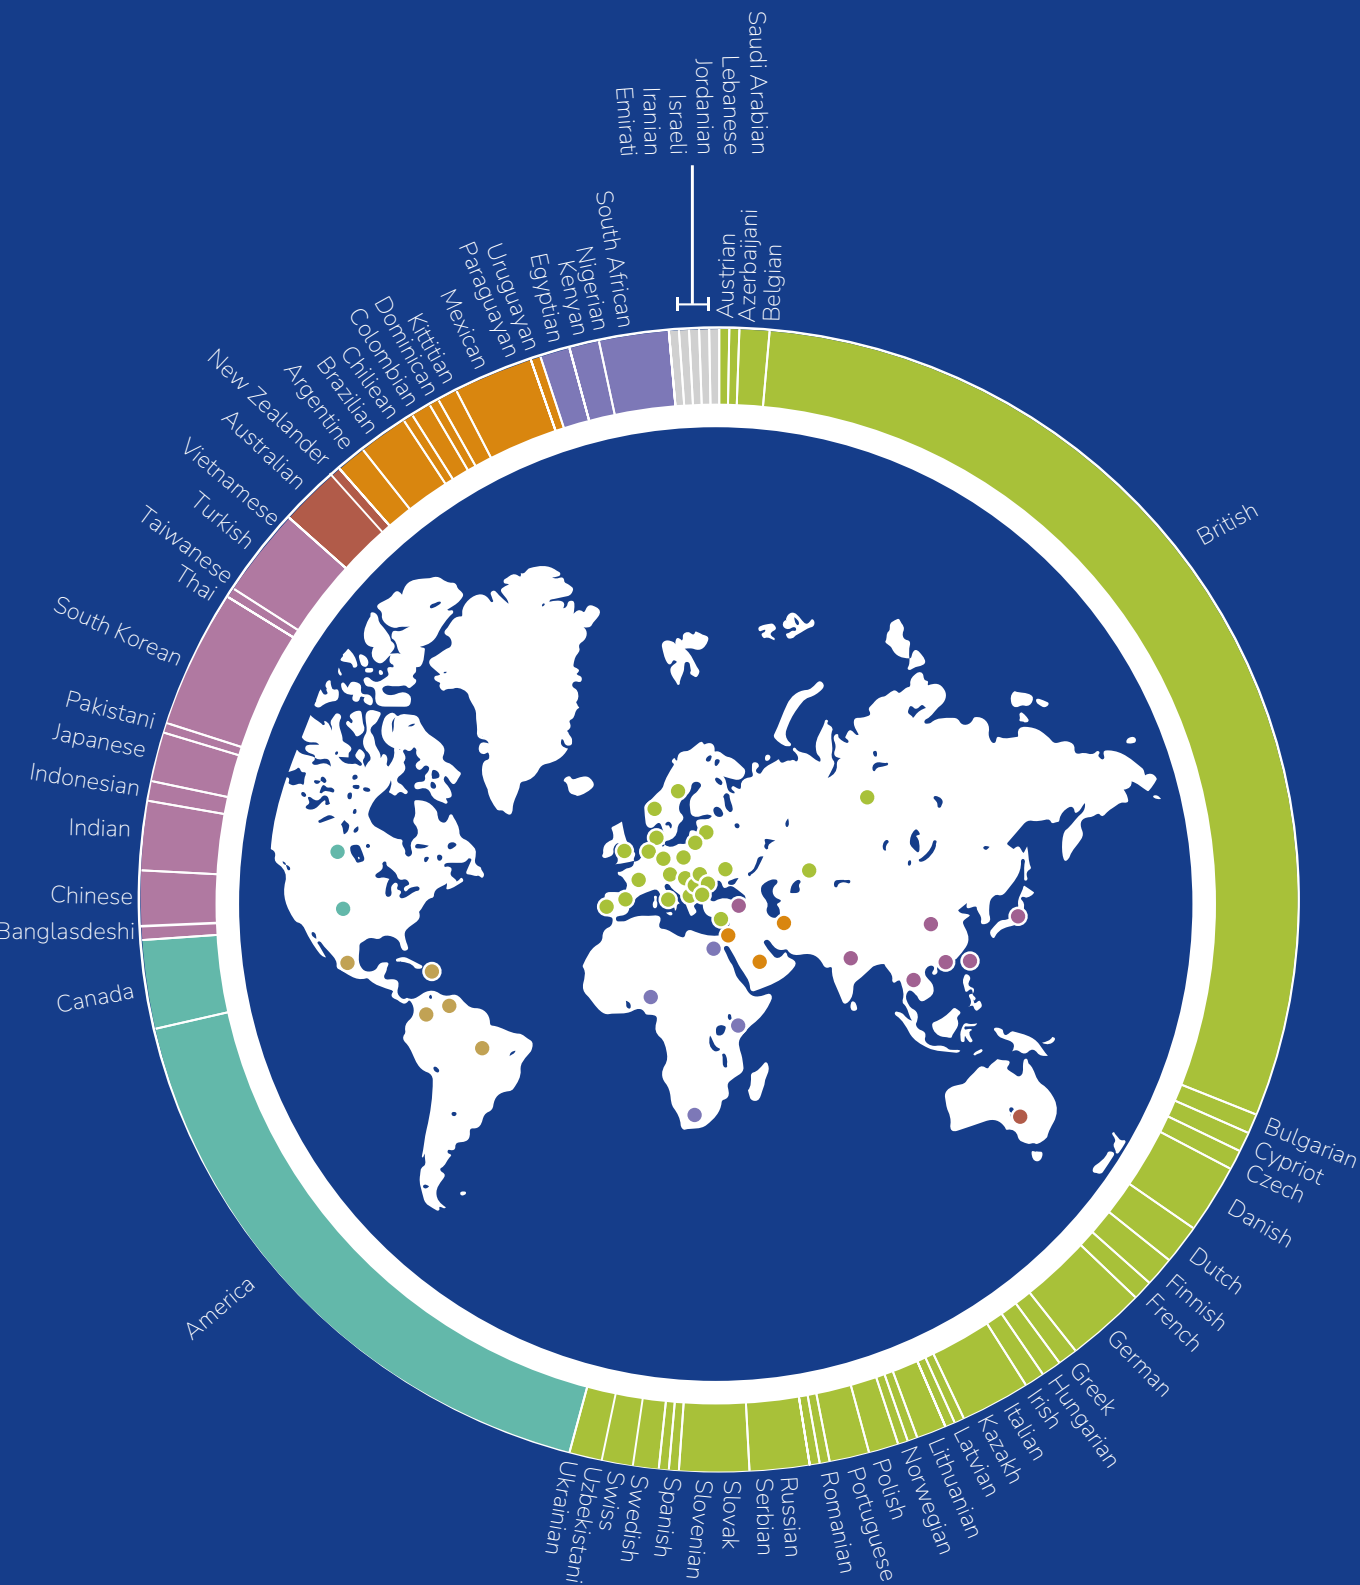 Saudi Arabian
Lebanese
Jordanian
Israeli
Iranian
Emirati
Austrian
Azerbaijani
Belgian
British
Bulgarian
Cypriot
Czech
Danish
Dutch
Finnish
French
German
Greek
Hungarian
Irish
Italian
Kazakh
Latvian
Lithuanian
Norwegian
Polish
Portuguese
Romanian
Russian
Serbian
Slovak
Slovenian
Spanish
Swedish
Swiss
Uzbekistani
Ukrainian
America
Canada
Banglasdeshi
Chinese
Indian
Indonesian
Japanese
Pakistani
South Korean
Thai
Taiwanese
Turkish
Vietnamese
Australian
New Zealander
Argentine
Brazilian
Chiliean
Colombian
Dominican
Kittitian
Mexican
Paraguayan
Uruguayan
Egyptian
Kenyan
Nigerian
South African